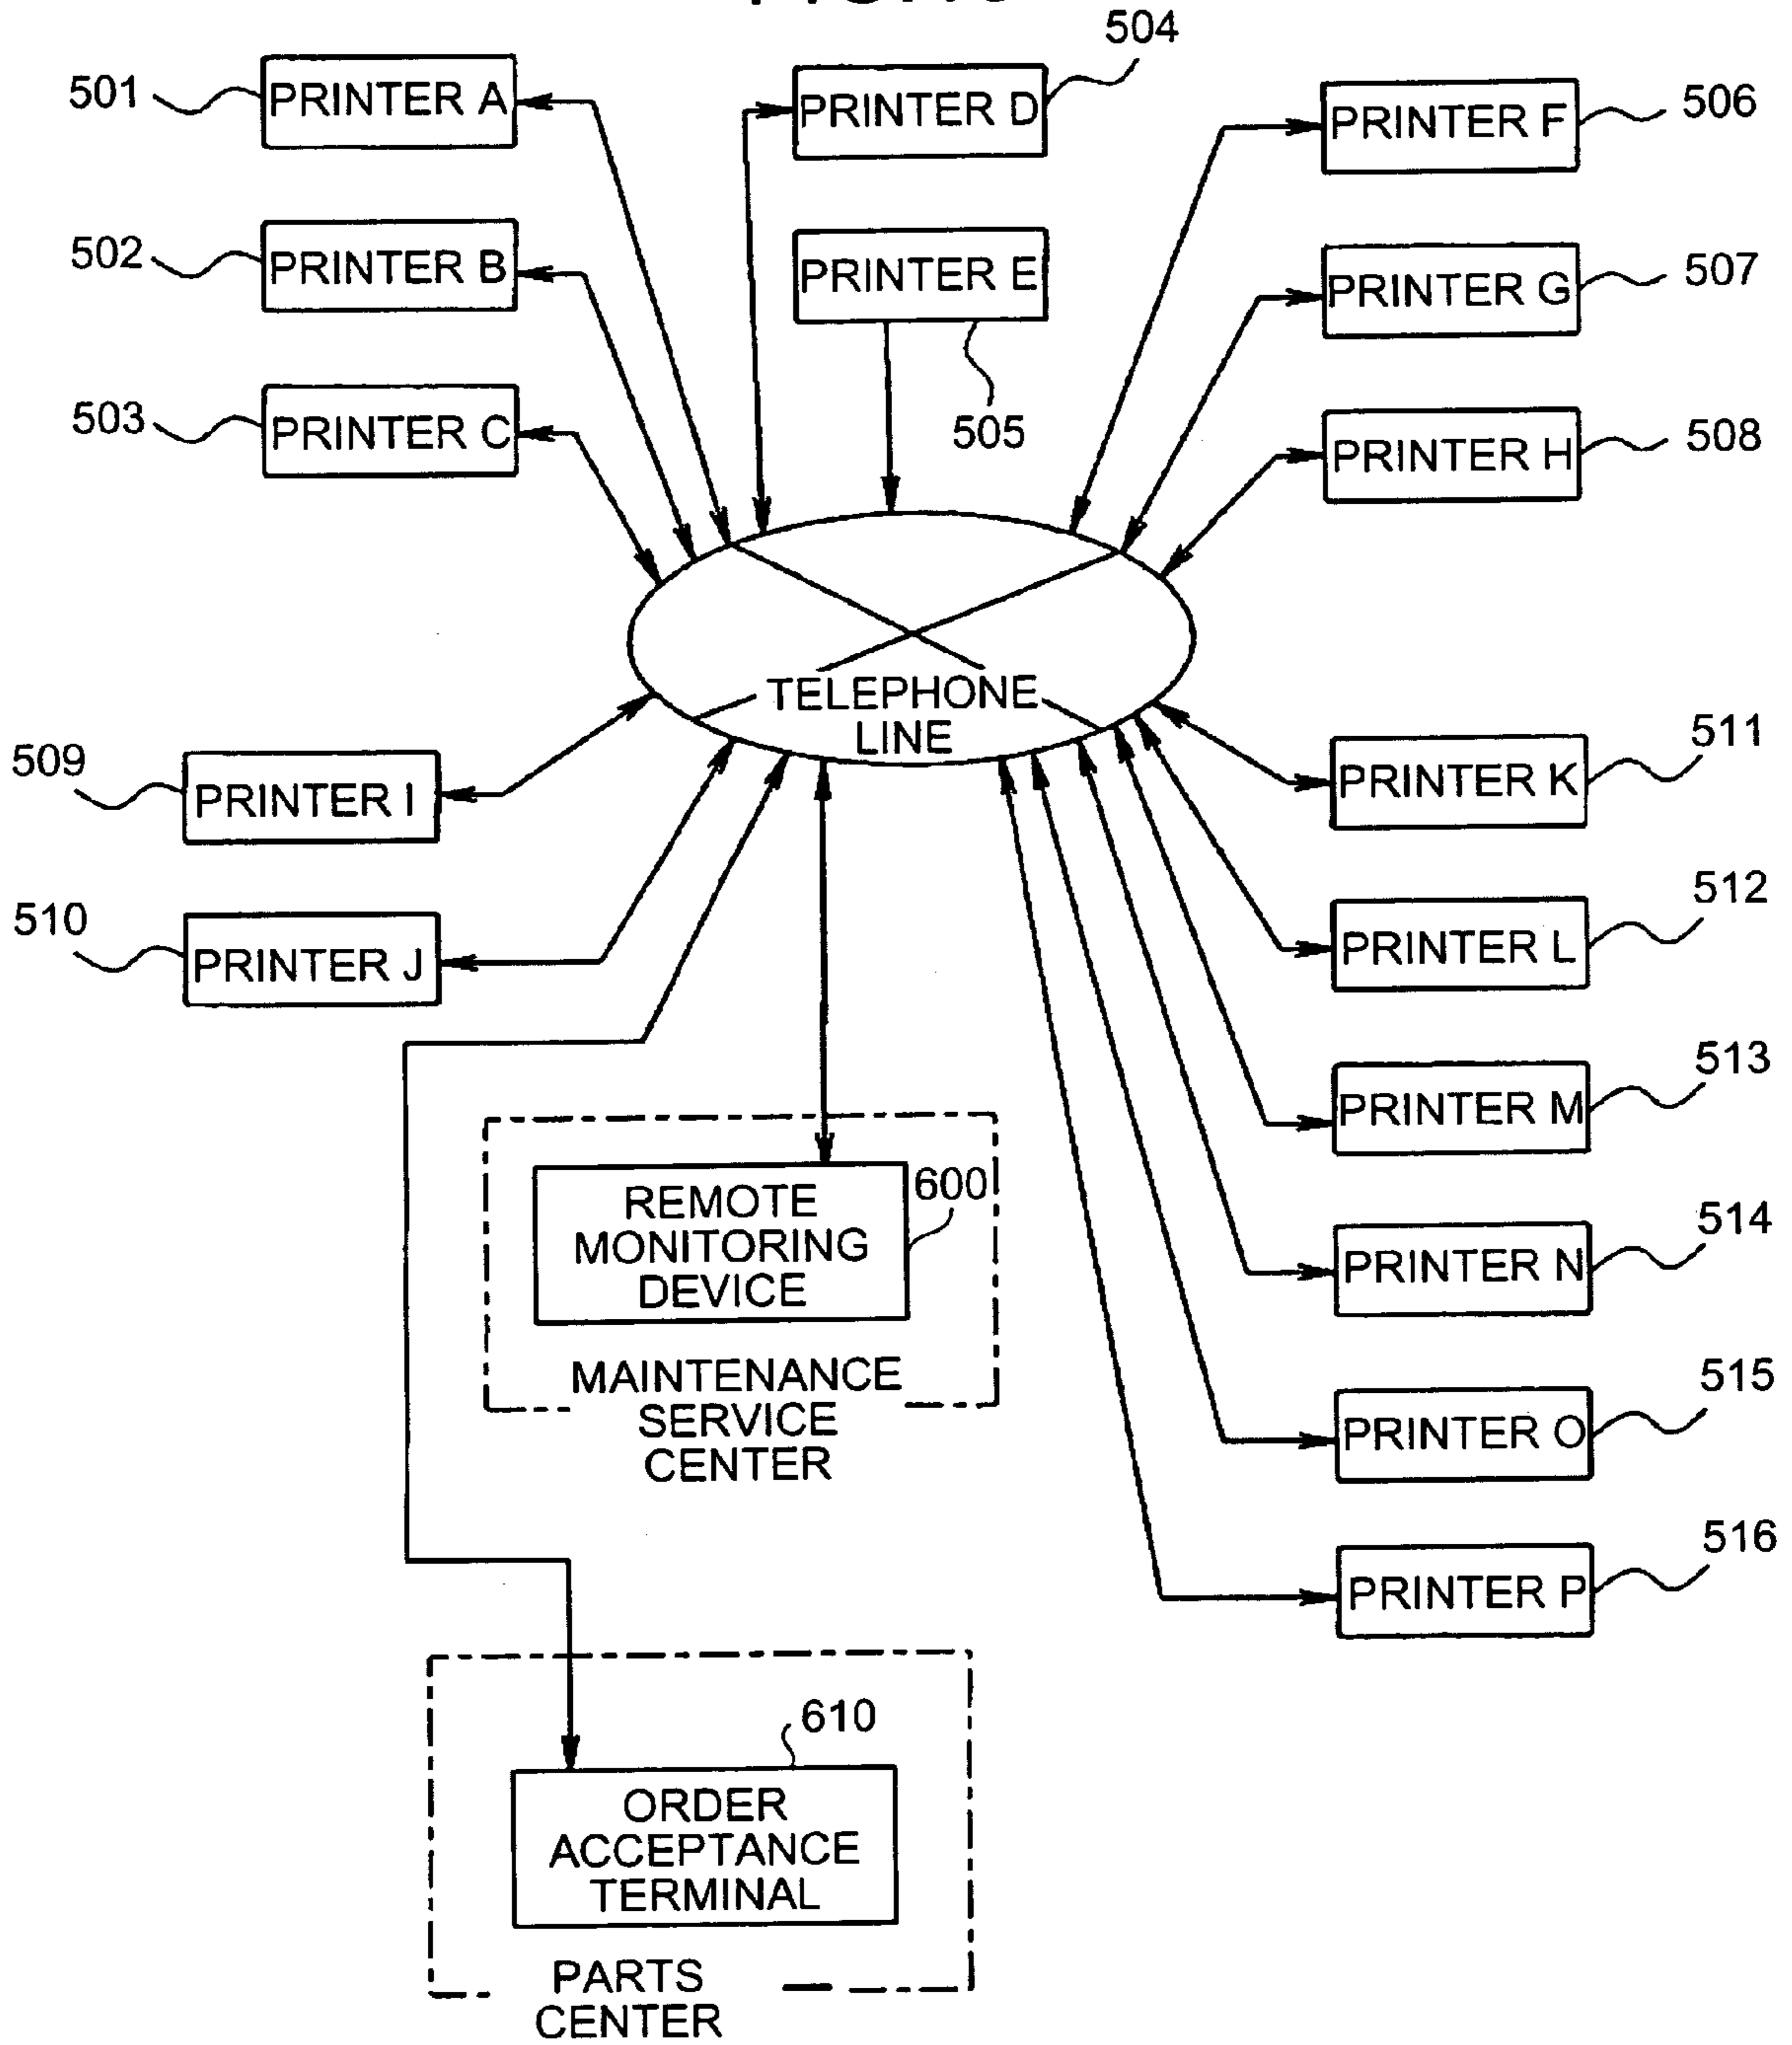 504
501 PRINTER A
PRINTER D
PRINTER F 506
502 PRINTER B
PRINTER E
PRINTER G 507
503 PRINTER C
505
PRINTER H 508
TELEPHONE
LINE
509 PRINTER I
PRINTER K 511
510 PRINTER J
PRINTER L 512
PRINTER M 513
600
REMOTE
MONITORING
DEVICE
PRINTER N 514
MAINTENANCE
SERVICE
CENTER
PRINTER O 515
PRINTER P 516
610
ORDER
ACCEPTANCE
TERMINAL
PARTS
CENTER